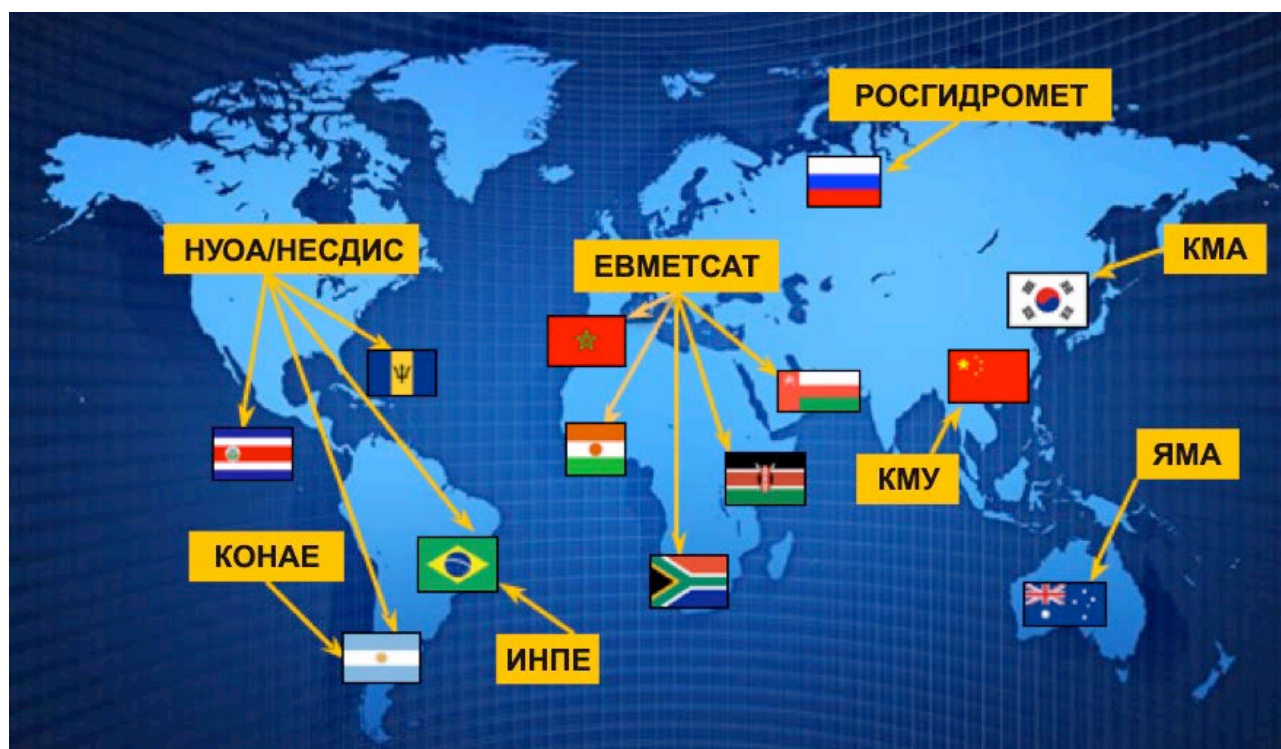 РОСГИДРОМЕТ
НУОА/НЕСДИС
ЕВМЕТСАТ
КМА
ЯМА
КМУ
КОНАЕ
ИНПЕ